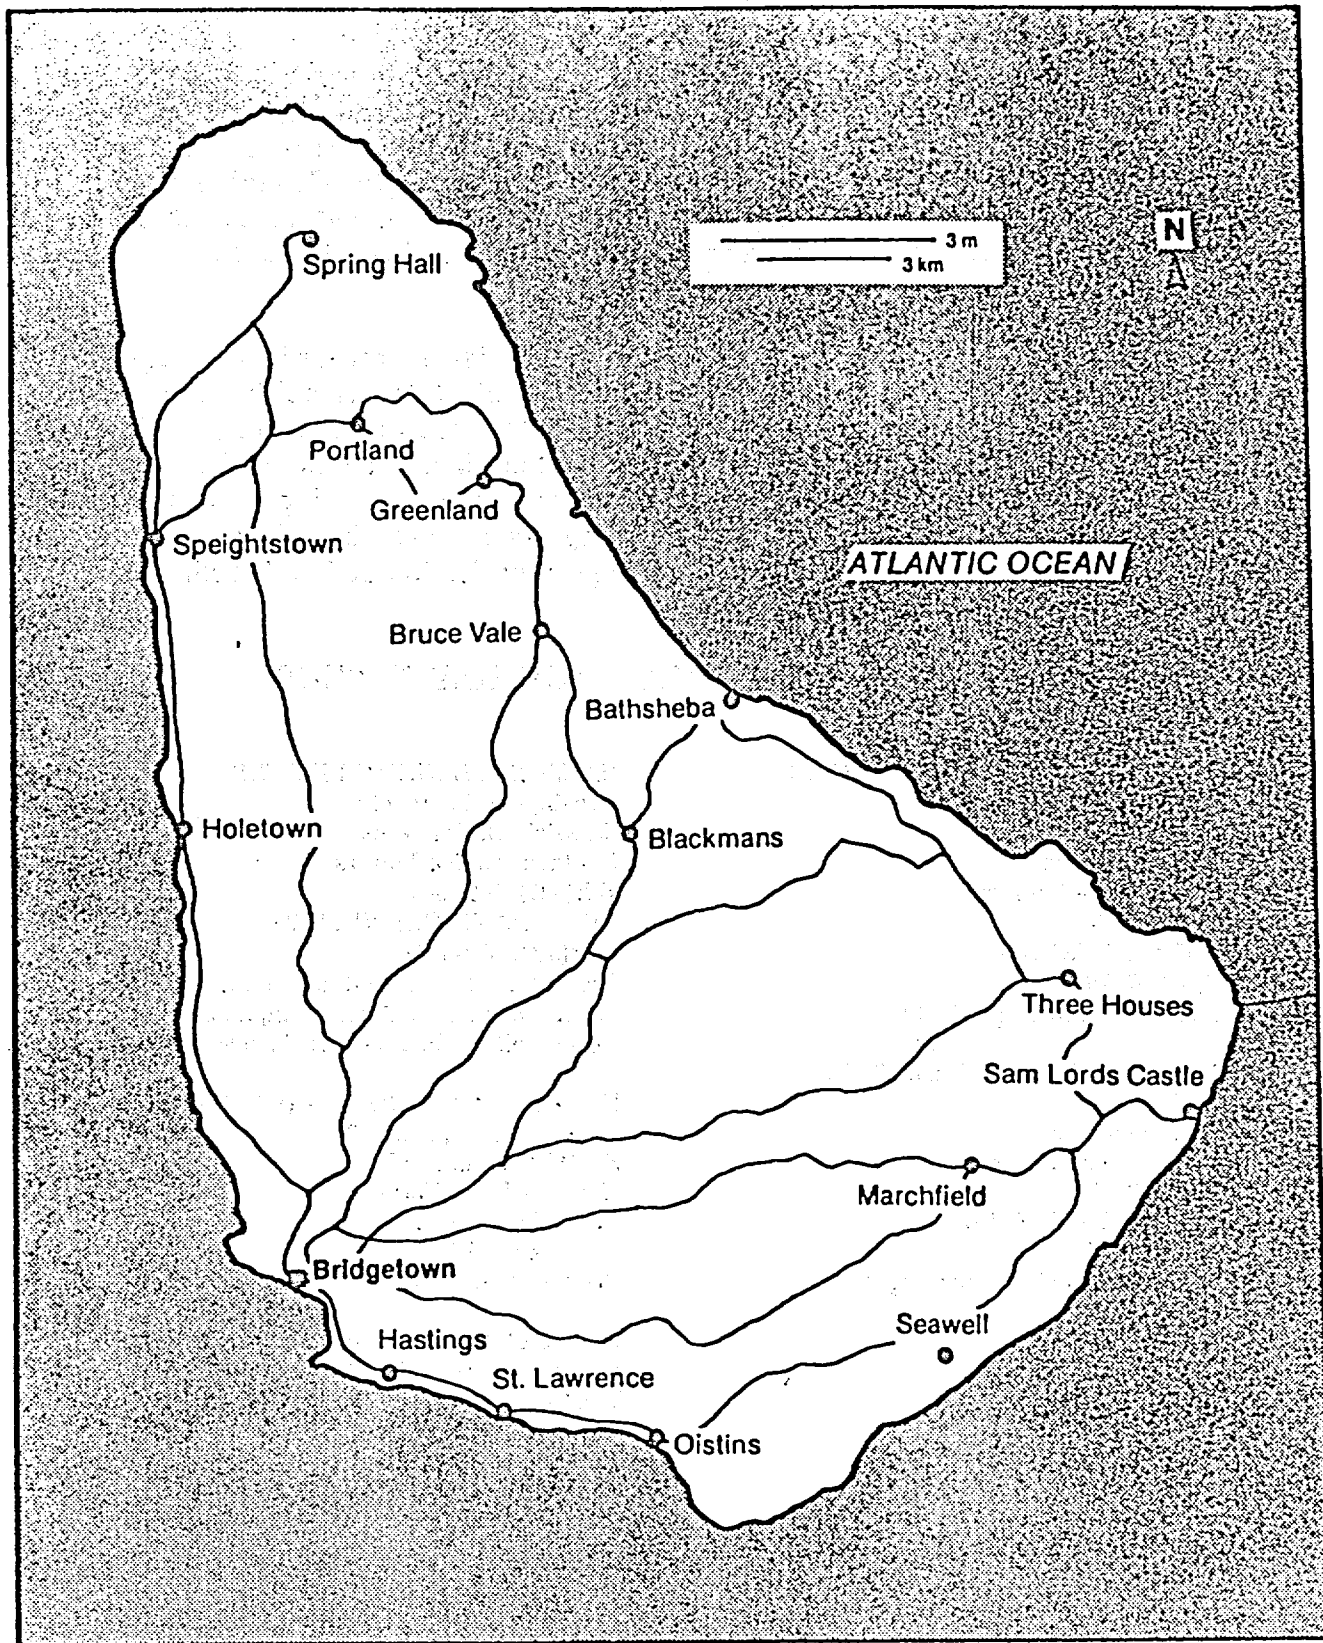 N
3 m
3 km
Spring Hall
Portland
Greenland
Speightstown
ATLANTIC OCEAN
Bruce Vale
Bathsheba
Holetown
Blackmans
Three Houses
Sam Lords Castle
Marchfield
Bridgetown
Seawell
Hastings
St. Lawrence
Oistins